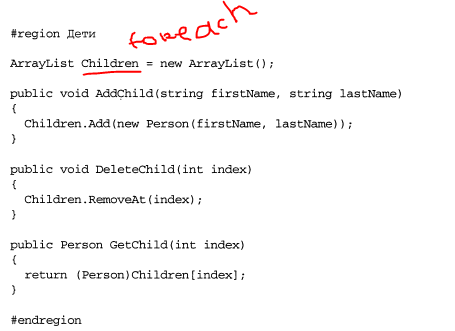 foreach
#region Дети
ArrayList Children = new ArrayList();
public void AddChild(string firstName, string lastName)
{
Children.Add(new Person(firstName, lastName));
}
public void DeleteChild(int index)
{
Children.RemoveAt(index);
}
public Person GetChild(int index)
{
return (Person)Children[index];
}
#endregion